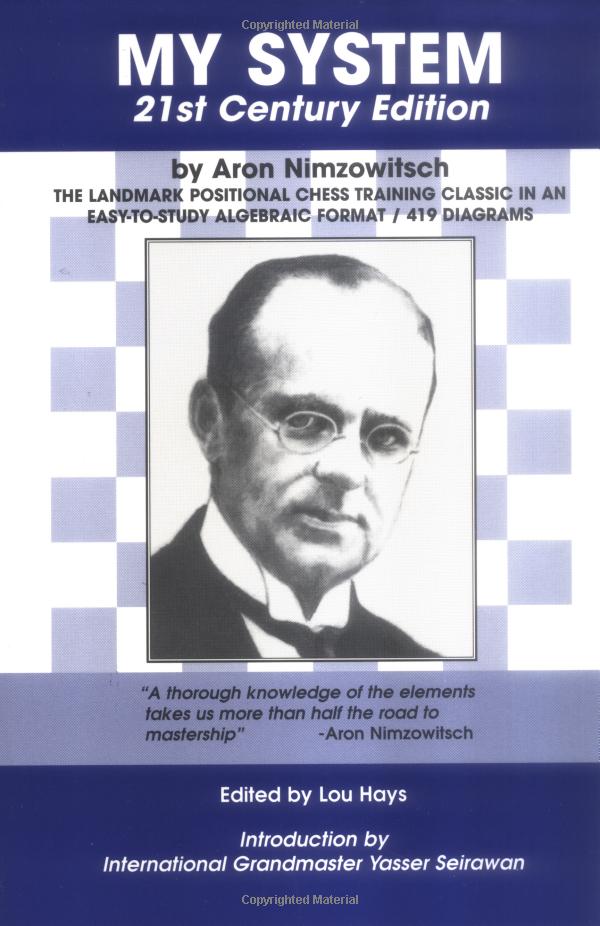 Copyrighted Material
MY SYSTEM
21st Century Edition
by Aron Nimzowitsch
THE LANDMARK POSITIONAL CHESS TRAINING CLASSIC IN AN
EASY-TO-STUDY ALGEBRAIC FORMAT / 419 DIAGRAMS
“A thorough knowledge of the elements
takes us more than half the road to
mastership” -Aron Nimzowitsch
Edited by Lou Hays
Introduction by
International Grandmaster Yasser Seirawan
Copyrighted Material